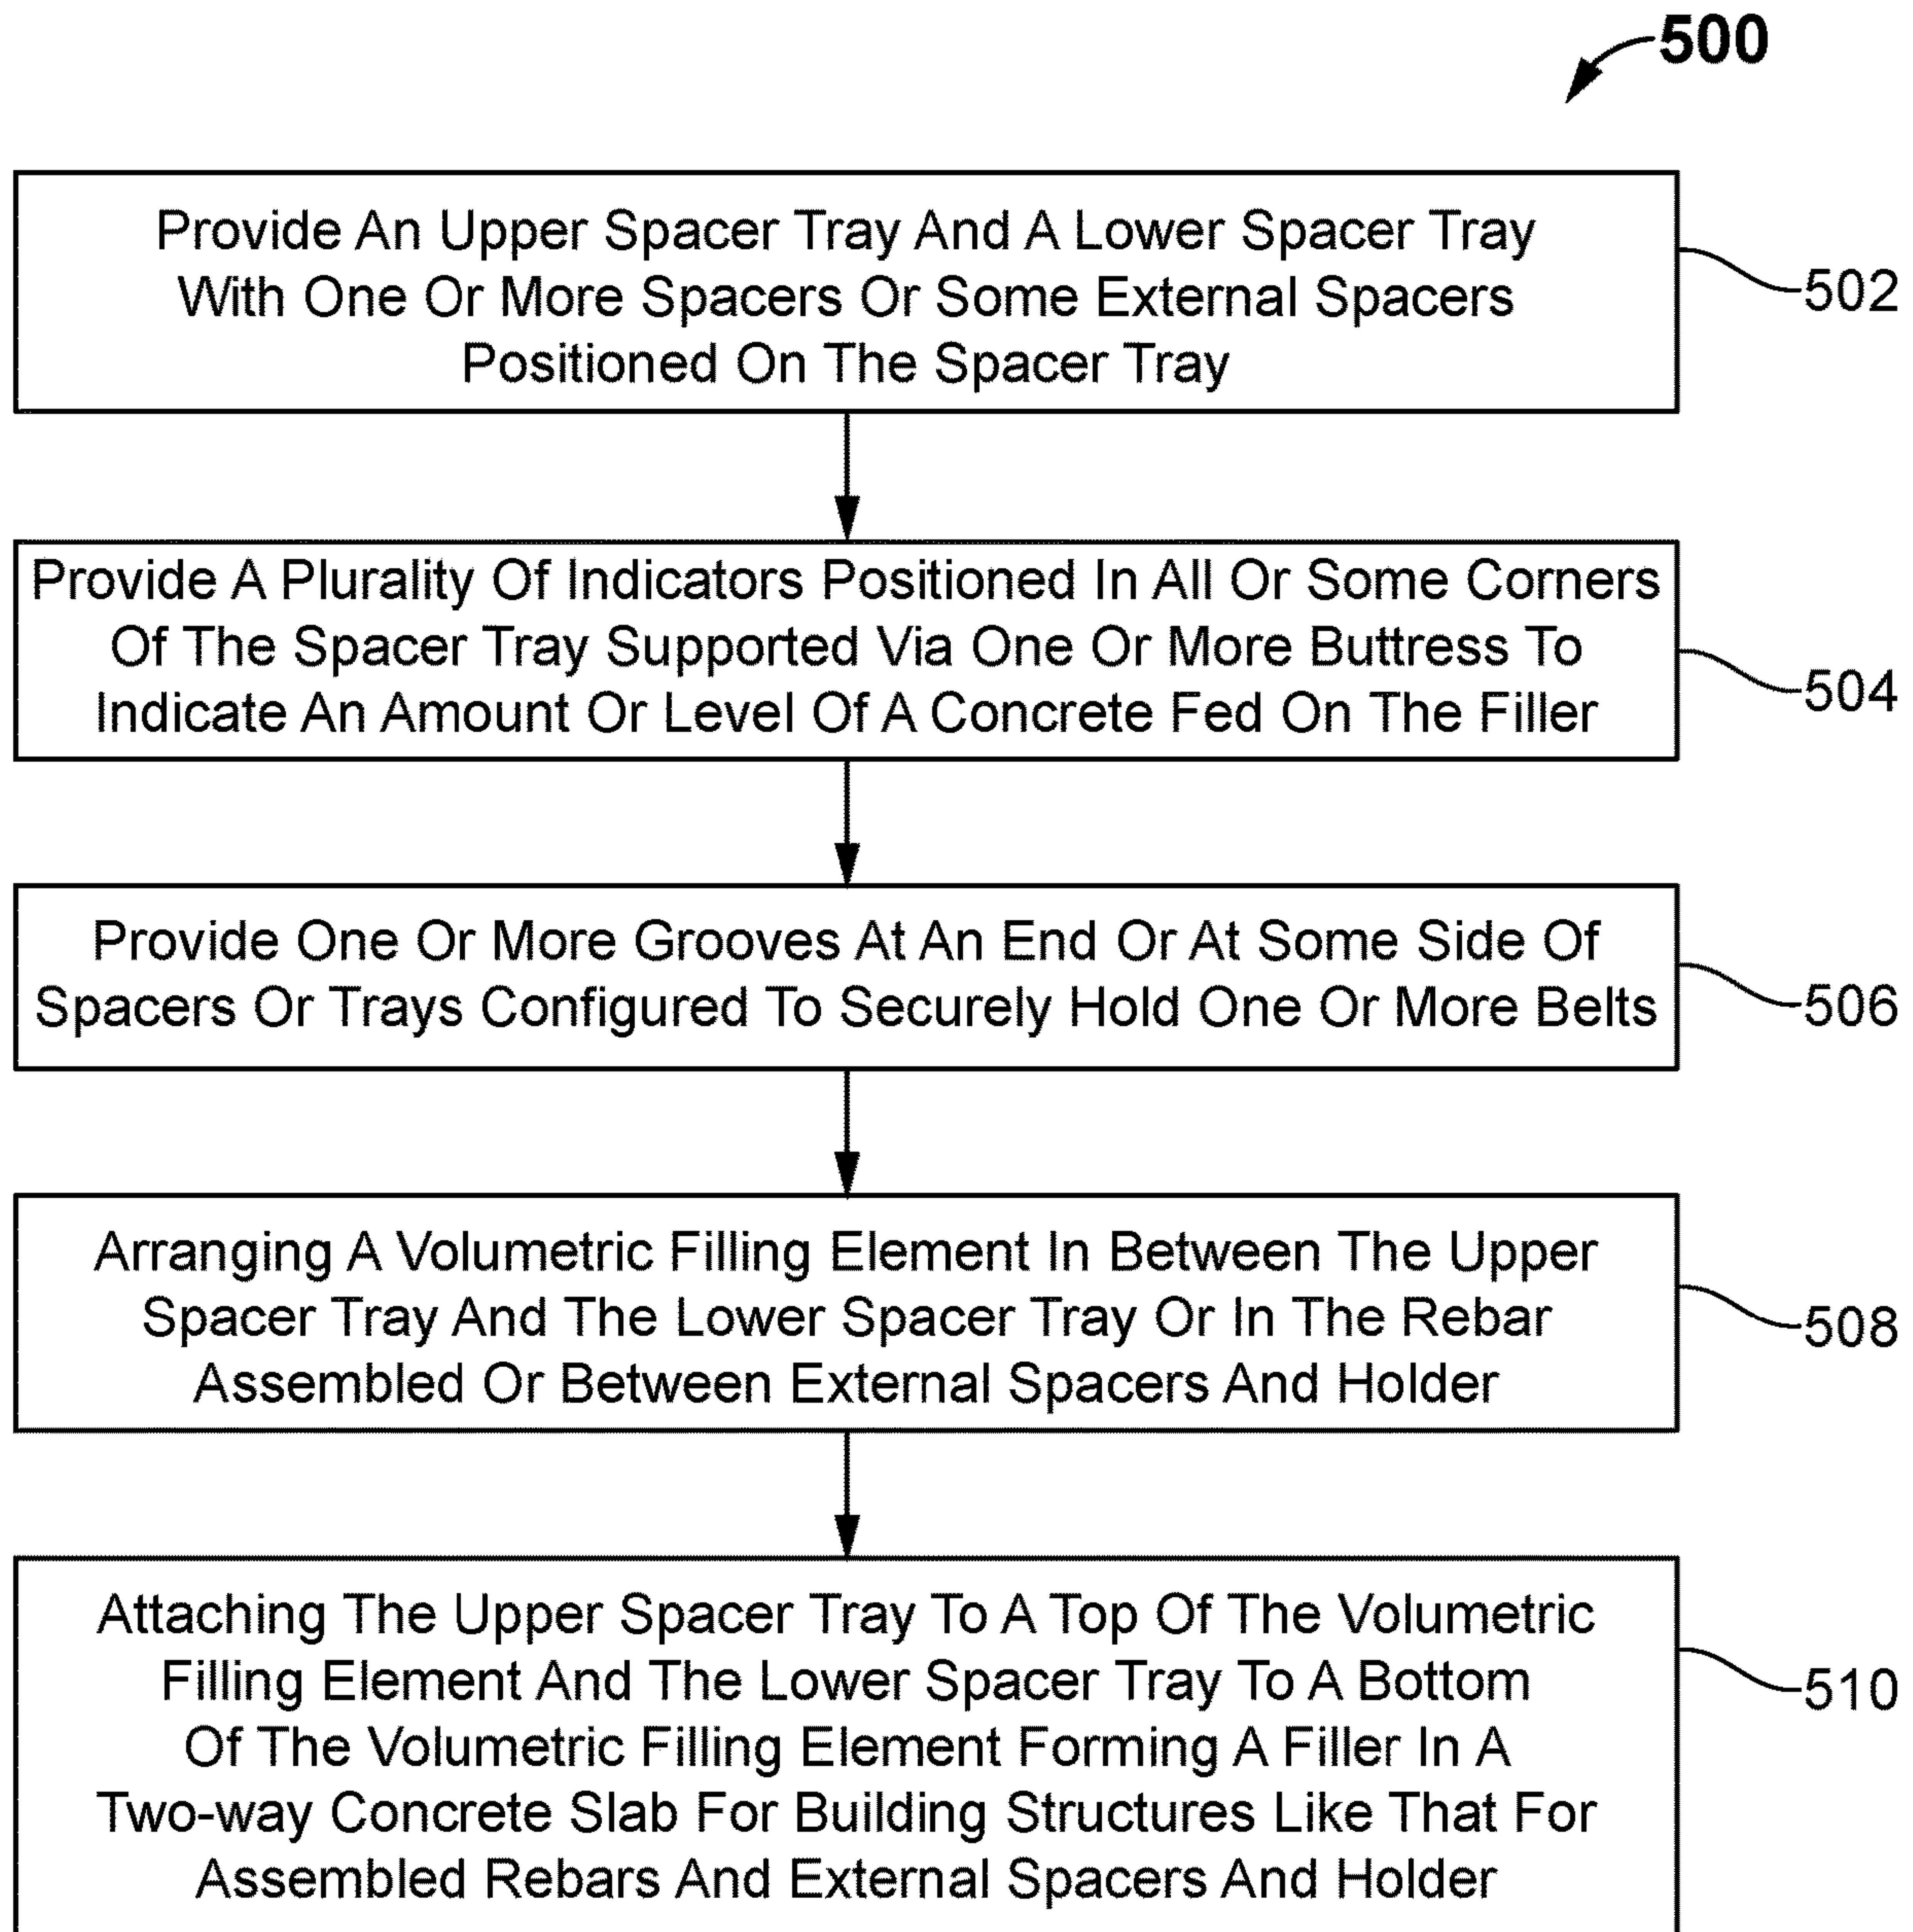 500
Provide An Upper Spacer Tray And A Lower Spacer Tray
With One Or More Spacers Or Some External Spacers
Positioned On The Spacer Tray
502
Provide A Plurality Of Indicators Positioned In All Or Some Corners
Of The Spacer Tray Supported Via One Or More Buttress To
Indicate An Amount Or Level Of A Concrete Fed On The Filler
504
Provide One Or More Grooves At An End Or At Some Side Of
Spacers Or Trays Configured To Securely Hold One Or More Belts
506
Arranging A Volumetric Filling Element In Between The Upper
Spacer Tray And The Lower Spacer Tray Or In The Rebar
Assembled Or Between External Spacers And Holder
508
Attaching The Upper Spacer Tray To A Top Of The Volumetric
Filling Element And The Lower Spacer Tray To A Bottom
Of The Volumetric Filling Element Forming A Filler In A
Two-way Concrete Slab For Building Structures Like That For
Assembled Rebars And External Spacers And Holder
510